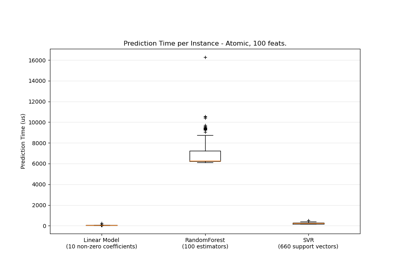 Prediction Time per Instance - Atomic, 100 feats.
Prediction Time (us)
16000
14000
12000
10000
8000
6000
4000
2000
0
Linear Model
(10 non-zero coefficients)
RandomForest
(100 estimators)
SVR
(660 support vectors)